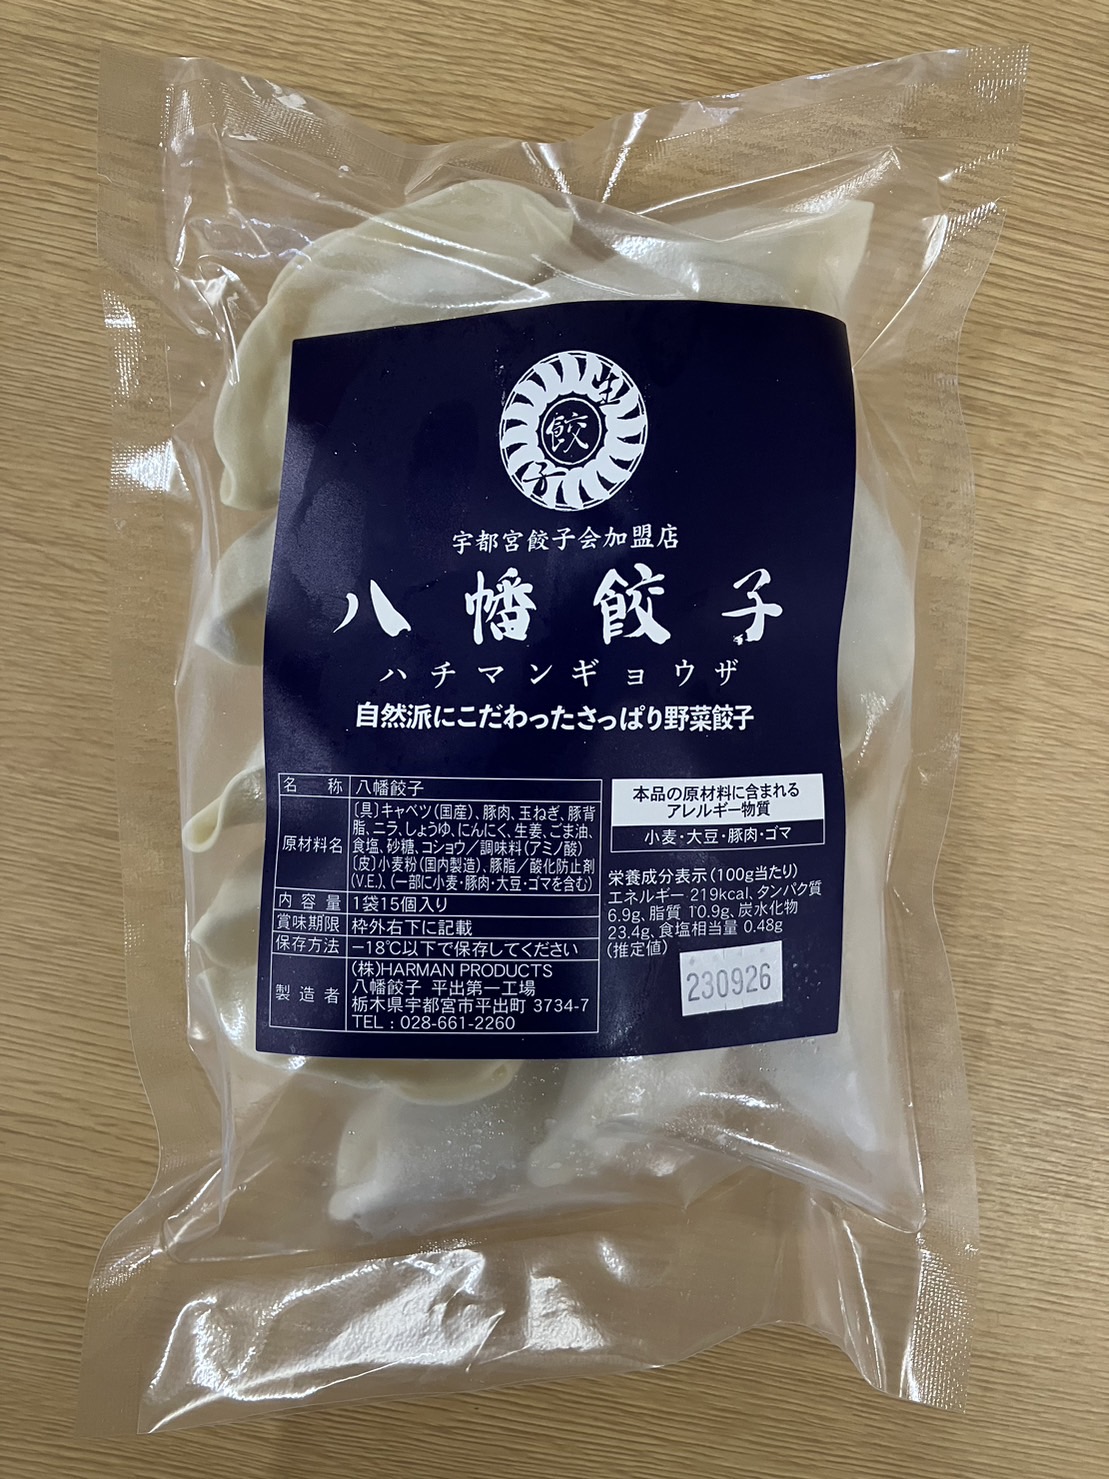 生
餃
子
宇都宮餃子会加盟店
八幡餃子
ハチマンギョウザ
自然派にこだわったさっぱり野菜餃子
名称 八幡餃子
原材料名 〔具〕キャベツ(国産)、豚肉、玉ねぎ、豚背
脂、ニラ、しょうゆ、にんにく、生姜、ごま油、
食塩、砂糖、コショウ/調味料(アミノ酸)
〔皮〕小麦粉(国内製造)、豚脂/酸化防止剤
(V.E.)、(一部に小麦・豚肉・大豆・ゴマを含む)
内容量 1袋15個入り
賞味期限 枠外右下に記載
保存方法 −18℃以下で保存してください
製造者 (株)HARMAN PRODUCTS
八幡餃子 平出第一工場
栃木県宇都宮市平出町 3734-7
TEL:028-661-2260
本品の原材料に含まれる
アレルギー物質
小麦・大豆・豚肉・ゴマ
栄養成分表示(100g当たり)
エネルギー 219kcal、タンパク質
6.9g、脂質 10.9g、炭水化物
23.4g、食塩相当量 0.48g
(推定値)
230926